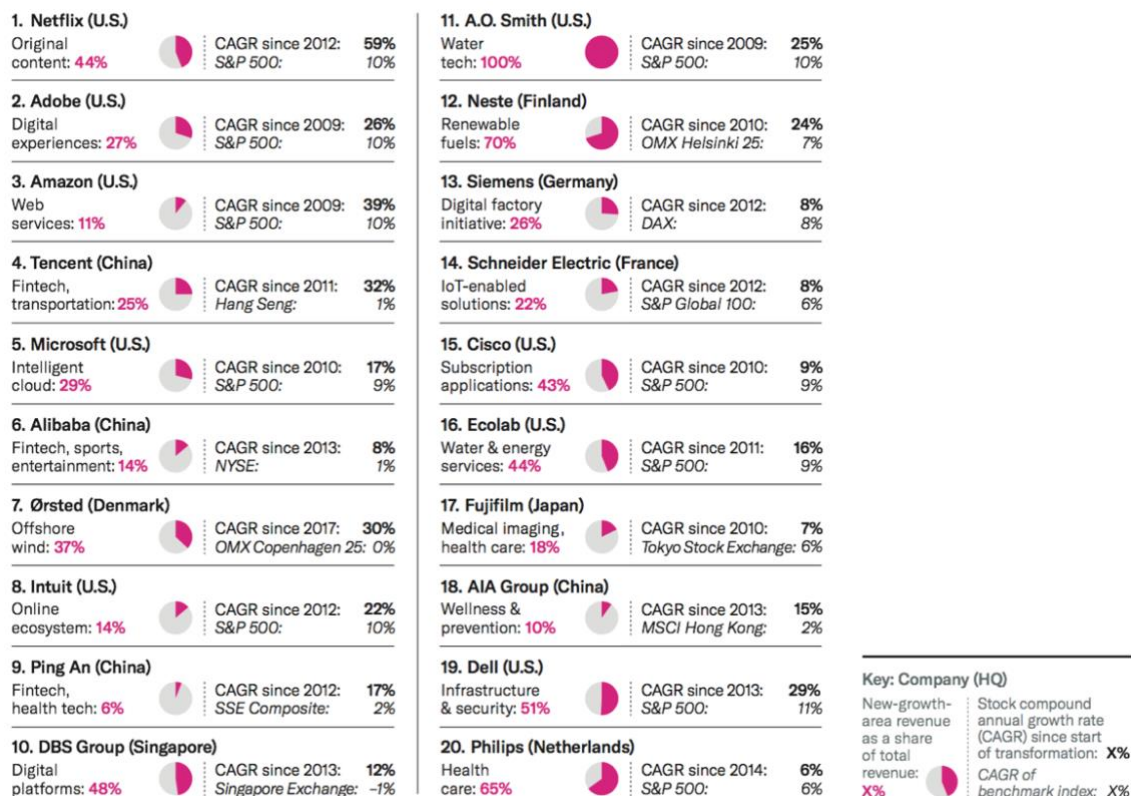 1. Netflix (U.S.)
Original
content: 44%
CAGR since 2012: 59%
S&P 500: 10%
2. Adobe (U.S.)
Digital
experiences: 27%
CAGR since 2009: 26%
S&P 500: 10%
3. Amazon (U.S.)
Web
services: 11%
CAGR since 2009: 39%
S&P 500: 10%
4. Tencent (China)
Fintech,
transportation: 25%
CAGR since 2011: 32%
Hang Seng: 1%
5. Microsoft (U.S.)
Intelligent
cloud: 29%
CAGR since 2010: 17%
S&P 500: 9%
6. Alibaba (China)
Fintech, sports,
entertainment: 14%
CAGR since 2013: 8%
NYSE: 1%
7. Ørsted (Denmark)
Offshore
wind: 37%
CAGR since 2017: 30%
OMX Copenhagen 25: 0%
8. Intuit (U.S.)
Online
ecosystem: 14%
CAGR since 2012: 22%
S&P 500: 10%
9. Ping An (China)
Fintech,
health tech: 6%
CAGR since 2012: 17%
SSE Composite: 2%
10. DBS Group (Singapore)
Digital
platforms: 48%
CAGR since 2013: 12%
Singapore Exchange: –1%
11. A.O. Smith (U.S.)
Water
tech: 100%
CAGR since 2009: 25%
S&P 500: 10%
12. Neste (Finland)
Renewable
fuels: 70%
CAGR since 2010: 24%
OMX Helsinki 25: 7%
13. Siemens (Germany)
Digital factory
initiative: 26%
CAGR since 2012: 8%
DAX: 8%
14. Schneider Electric (France)
IoT-enabled
solutions: 22%
CAGR since 2012: 8%
S&P Global 100: 6%
15. Cisco (U.S.)
Subscription
applications: 43%
CAGR since 2010: 9%
S&P 500: 9%
16. Ecolab (U.S.)
Water & energy
services: 44%
CAGR since 2011: 16%
S&P 500: 9%
17. Fujifilm (Japan)
Medical imaging,
health care: 18%
CAGR since 2010: 7%
Tokyo Stock Exchange: 6%
18. AIA Group (China)
Wellness &
prevention: 10%
CAGR since 2013: 15%
MSCI Hong Kong: 2%
19. Dell (U.S.)
Infrastructure
& security: 51%
CAGR since 2013: 29%
S&P 500: 11%
20. Philips (Netherlands)
Health
care: 65%
CAGR since 2014: 6%
S&P 500: 6%
Key: Company (HQ)
New-growth-
area revenue
as a share
of total
revenue:
X%
Stock compound
annual growth rate
(CAGR) since start
of transformation: X%
CAGR of
benchmark index: X%